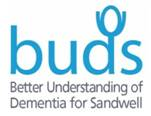 buds
Better Understanding of
Dementia for Sandwell